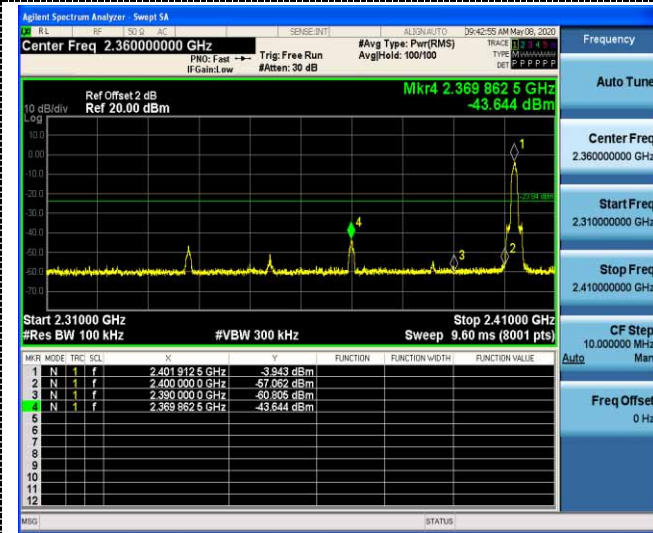 Agilent Spectrum Analyzer - Swept SA
RL RF 50 Ω AC SENSE:INT ALIGNAUTO 09:42:55 AM May 08, 2020
Center Freq 2.360000000 GHz
PNO: Fast
IFGain:Low
Trig: Free Run
#Atten: 30 dB
#Avg Type: Pwr(RMS)
Avg|Hold: 100/100
TRACE 1 2 3 4 5 6
TYPE
DET P P P P P P
Frequency
Auto Tune
Center Freq
2.360000000 GHz
Start Freq
2.310000000 GHz
Stop Freq
2.410000000 GHz
CF Step
10.000000 MHz
Auto Man
Freq Offset
0 Hz
Mkr4 2.369 862 5 GHz
-43.644 dBm
Ref Offset 2 dB
10 dB/div Ref 20.00 dBm
Log
10.0
0.00
-10.0
-20.0
-30.0
-40.0
-50.0
-60.0
-70.0
1
-23.94 dBm
4
3
2
Start 2.31000 GHz Stop 2.41000 GHz
#Res BW 100 kHz #VBW 300 kHz Sweep 9.60 ms (8001 pts)
MKR MODE TRC SCL X Y FUNCTION FUNCTION WIDTH FUNCTION VALUE
1 N 1 f 2.401 912 5 GHz -3.943 dBm
2 N 1 f 2.400 000 0 GHz -57.062 dBm
3 N 1 f 2.390 000 0 GHz -60.805 dBm
4 N 1 f 2.369 862 5 GHz -43.644 dBm
5
6
7
8
9
10
11
12
MSG STATUS